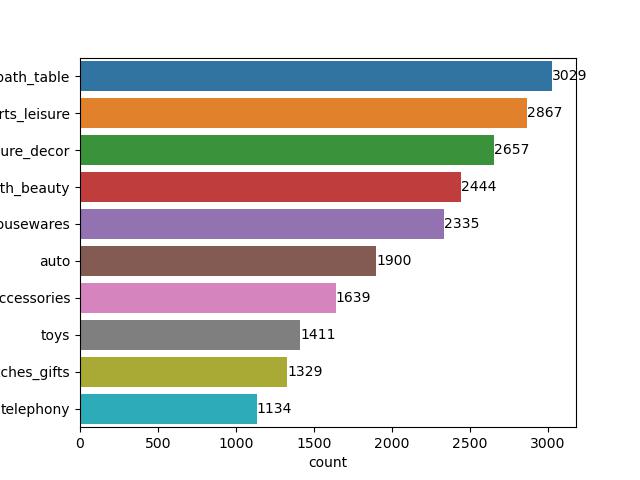 bath_table 3029
rts_leisure 2867
ure_decor 2657
th_beauty 2444
ousewares 2335
auto 1900
ccessories 1639
toys 1411
ches_gifts 1329
telephony 1134
0 500 1000 1500 2000 2500 3000
count